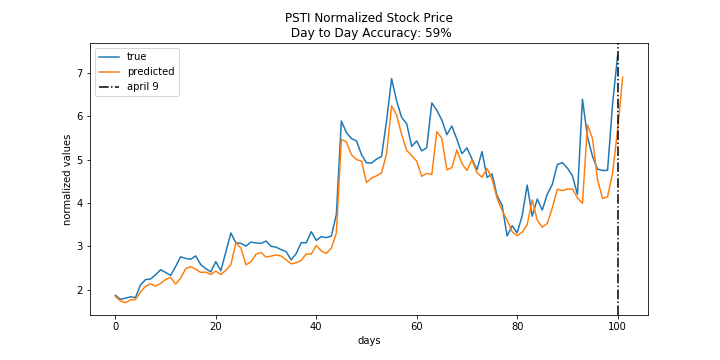 PSTI Normalized Stock Price
Day to Day Accuracy: 59%
true
predicted
april 9
normalized values
7
6
5
4
3
2
0
20
40
60
80
100
days